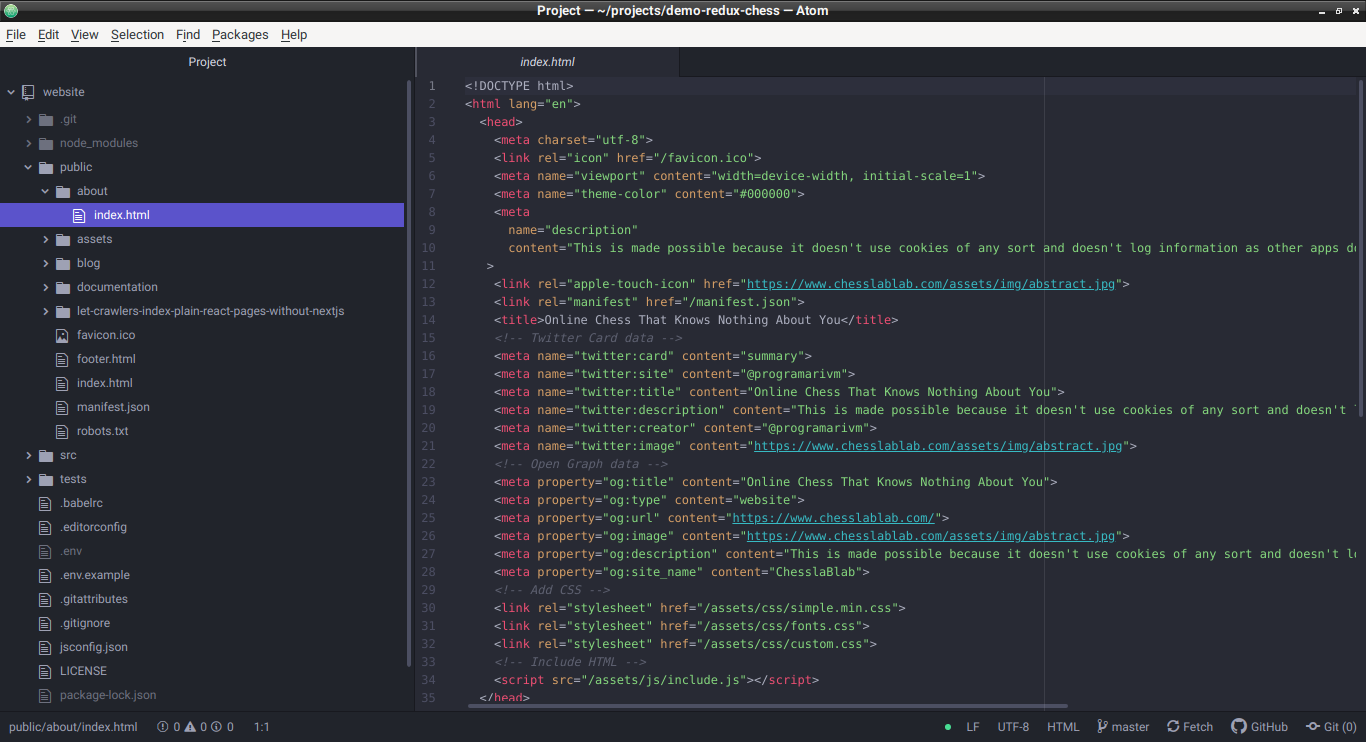 Project — ~/projects/demo-redux-chess — Atom
File Edit View Selection Find Packages Help
Project
website
.git
node_modules
public
about
index.html
assets
blog
documentation
let-crawlers-index-plain-react-pages-without-nextjs
favicon.ico
footer.html
index.html
manifest.json
robots.txt
src
tests
.babelrc
.editorconfig
.env
.env.example
.gitattributes
.gitignore
jsconfig.json
LICENSE
package-lock.json
index.html
1 <!DOCTYPE html>
2 <html lang="en">
3 <head>
4 <meta charset="utf-8">
5 <link rel="icon" href="/favicon.ico">
6 <meta name="viewport" content="width=device-width, initial-scale=1">
7 <meta name="theme-color" content="#000000">
8 <meta
9 name="description"
10 content="This is made possible because it doesn't use cookies of any sort and doesn't log information as other apps d
11 >
12 <link rel="apple-touch-icon" href="https://www.chesslablab.com/assets/img/abstract.jpg">
13 <link rel="manifest" href="/manifest.json">
14 <title>Online Chess That Knows Nothing About You</title>
15 <!-- Twitter Card data -->
16 <meta name="twitter:card" content="summary">
17 <meta name="twitter:site" content="@programarivm">
18 <meta name="twitter:title" content="Online Chess That Knows Nothing About You">
19 <meta name="twitter:description" content="This is made possible because it doesn't use cookies of any sort and doesn't
20 <meta name="twitter:creator" content="@programarivm">
21 <meta name="twitter:image" content="https://www.chesslablab.com/assets/img/abstract.jpg">
22 <!-- Open Graph data -->
23 <meta property="og:title" content="Online Chess That Knows Nothing About You">
24 <meta property="og:type" content="website">
25 <meta property="og:url" content="https://www.chesslablab.com/">
26 <meta property="og:image" content="https://www.chesslablab.com/assets/img/abstract.jpg">
27 <meta property="og:description" content="This is made possible because it doesn't use cookies of any sort and doesn't l
28 <meta property="og:site_name" content="ChesslaBlab">
29 <!-- Add CSS -->
30 <link rel="stylesheet" href="/assets/css/simple.min.css">
31 <link rel="stylesheet" href="/assets/css/fonts.css">
32 <link rel="stylesheet" href="/assets/css/custom.css">
33 <!-- Include HTML -->
34 <script src="/assets/js/include.js"></script>
35 </head>
public/about/index.html 0 0 0 1:1 LF UTF-8 HTML master Fetch GitHub Git (0)